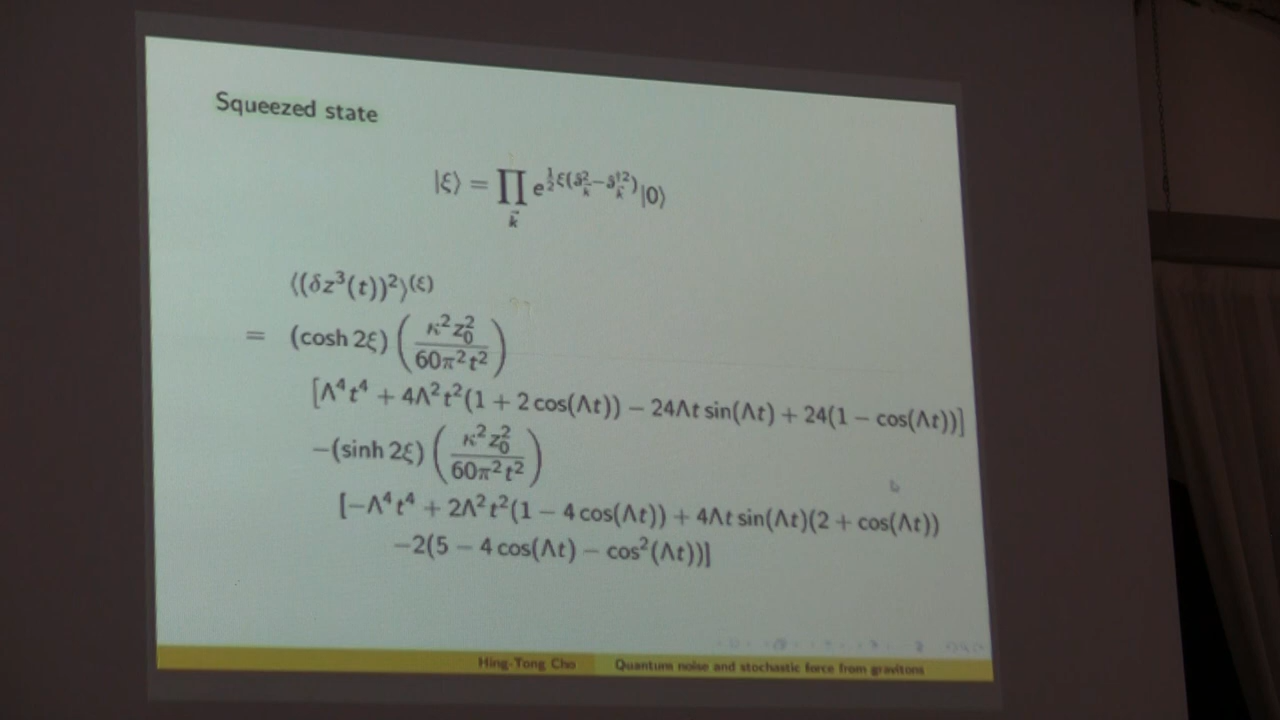 Squeezed state
|ξ⟩ = ∏_{k⃗} e^{½ξ(â²_{k⃗}−â^{†2}_{k⃗})}|0⟩
⟨(δz³(t))²⟩^{(ξ)}
= (cosh 2ξ) (κ²z₀² / 60π²t²)
[Λ⁴t⁴ + 4Λ²t²(1 + 2 cos(Λt)) − 24Λt sin(Λt) + 24(1 − cos(Λt))]
−(sinh 2ξ) (κ²z₀² / 60π²t²)
[−Λ⁴t⁴ + 2Λ²t²(1 − 4 cos(Λt)) + 4Λt sin(Λt)(2 + cos(Λt))
−2(5 − 4 cos(Λt) − cos²(Λt))]
Hing-Tong Cho Quantum noise and stochastic force from gravitons